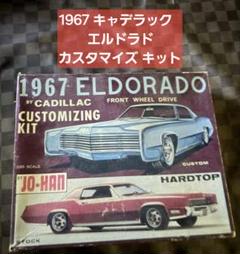 1967 キャデラック
エルドラド
カスタマイズ キット
1967 ELDORADO
BY CADILLAC
FRONT WHEEL DRIVE
CUSTOMIZING
KIT
CUSTOM
BY JO-HAN
HARDTOP
STOCK